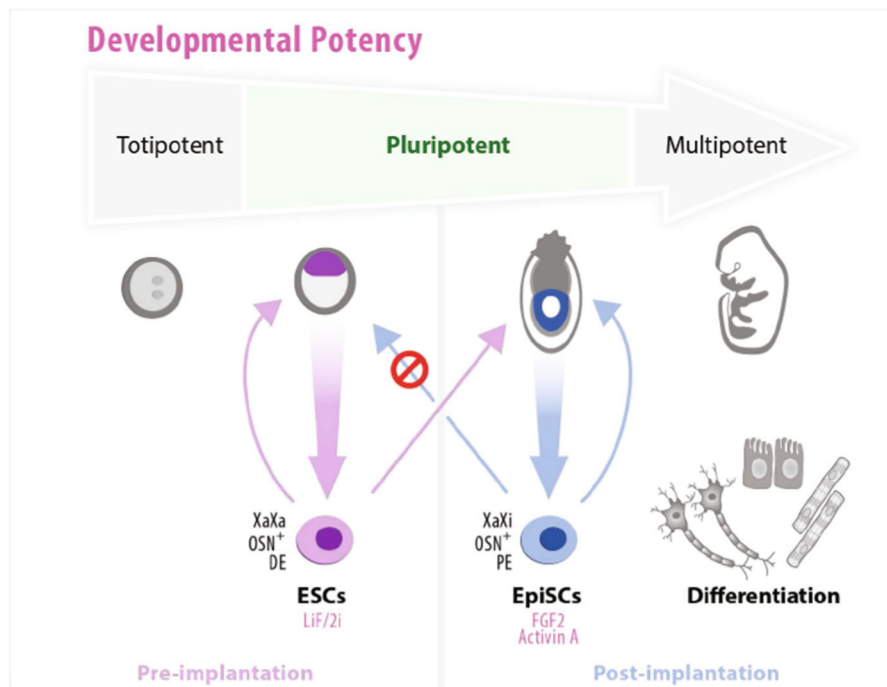 Developmental Potency
Totipotent
Pluripotent
Multipotent
XaXa
OSN⁺
DE
XaXi
OSN⁺
PE
ESCs
LiF/2i
EpiSCs
FGF2
Activin A
Differentiation
Pre-implantation
Post-implantation